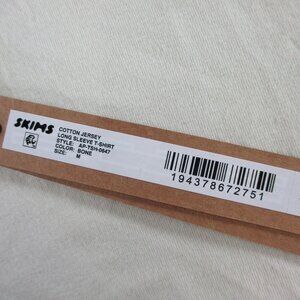 SKIMS
COTTON JERSEY
LONG SLEEVE T-SHIRT
STYLE: AP-TSH-0647
COLOR: BONE
SIZE: M
194378672751